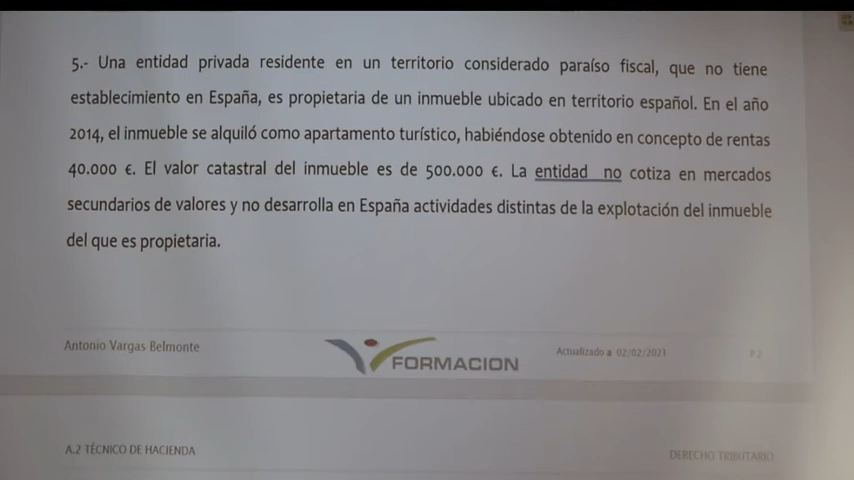 5.- Una entidad privada residente en un territorio considerado paraíso fiscal, que no tiene
establecimiento en España, es propietaria de un inmueble ubicado en territorio español. En el año
2014, el inmueble se alquiló como apartamento turístico, habiéndose obtenido en concepto de rentas
40.000 €. El valor catastral del inmueble es de 500.000 €. La entidad no cotiza en mercados
secundarios de valores y no desarrolla en España actividades distintas de la explotación del inmueble
del que es propietaria.
Antonio Vargas Belmonte
FORMACION
Actualizado a 02/02/2021
P 2
A.2 TÉCNICO DE HACIENDA
DERECHO TRIBUTARIO